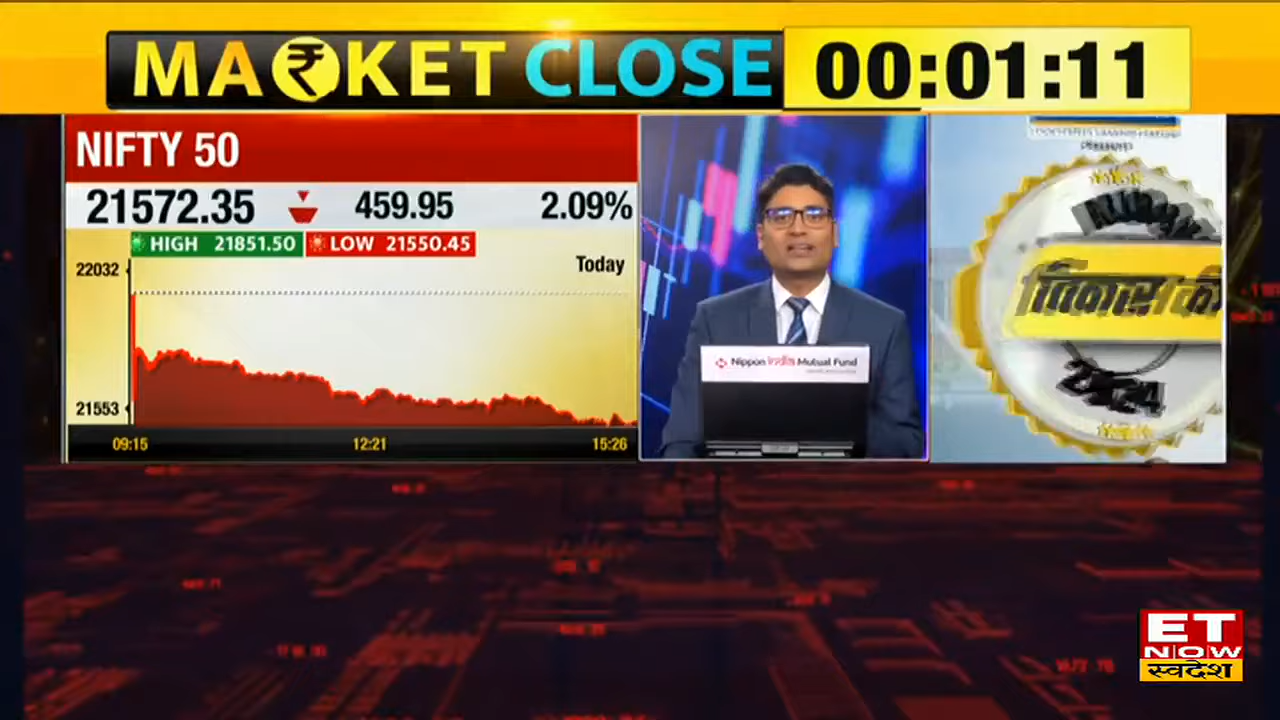 MA₹KET CLOSE 00:01:11
NIFTY 50
21572.35 459.95 2.09%
HIGH 21851.50 LOW 21550.45
22032
Today
21553
09:15 12:21 15:26
Nippon india Mutual Fund
2024
ET
NOW
स्वदेश